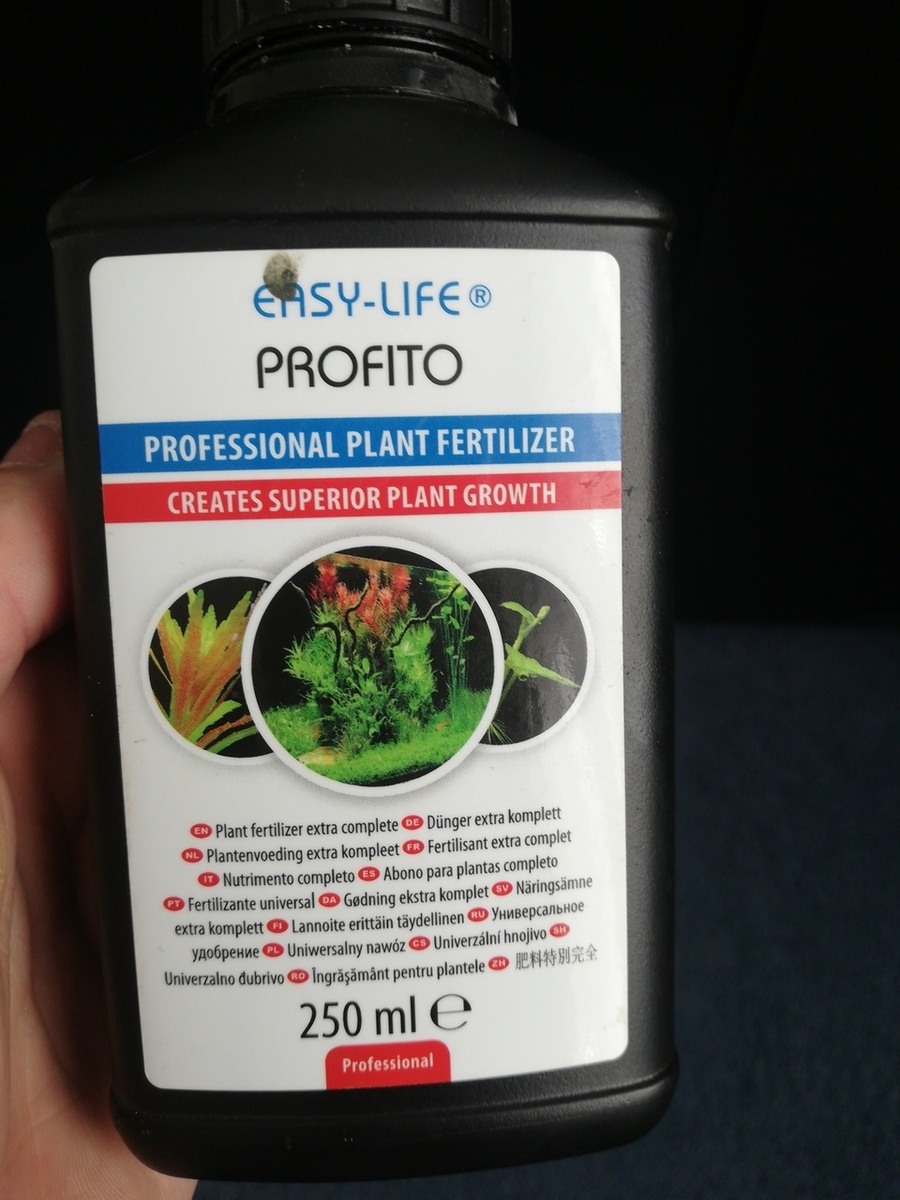 EASY-LIFE®
PROFITO
PROFESSIONAL PLANT FERTILIZER
CREATES SUPERIOR PLANT GROWTH
EN Plant fertilizer extra complete DE Dünger extra komplett
NL Plantenvoeding extra kompleet FR Fertilisant extra complet
IT Nutrimento completo ES Abono para plantas completo
PT Fertilizante universal DA Gødning ekstra komplet SV Näringsämne
extra komplett FI Lannoite erittäin täydellinen RU Универсальное
удобрение PL Uniwersalny nawóz CS Univerzální hnojivo SH
Univerzalno đubrivo RO Îngrăşământ pentru plantele ZH 肥料特別完全
250 ml ℮
Professional